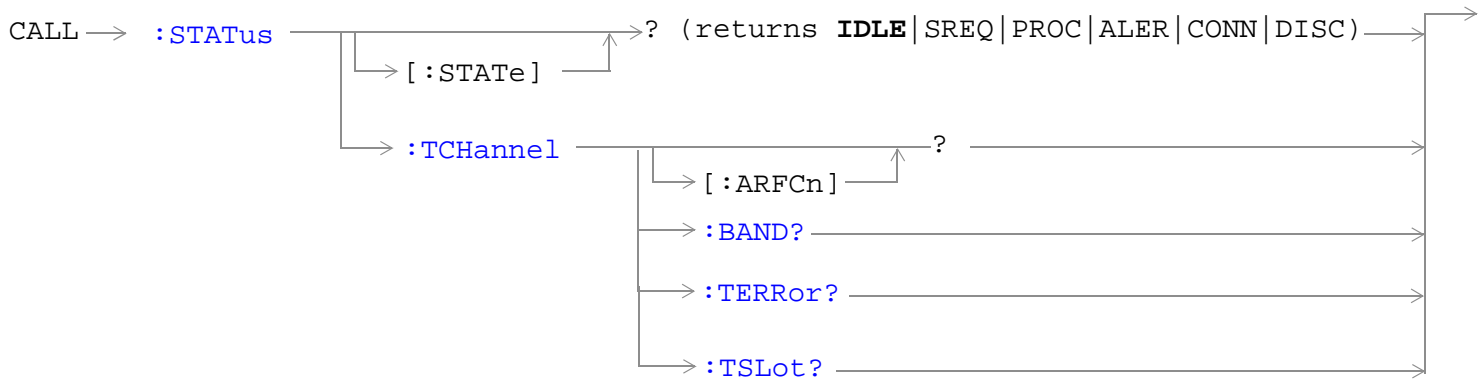 CALL :STATus ? (returns IDLE|SREQ|PROC|ALER|CONN|DISC)
[:STATe]
:TCHannel ?
[:ARFCn]
:BAND?
:TERRor?
:TSLot?